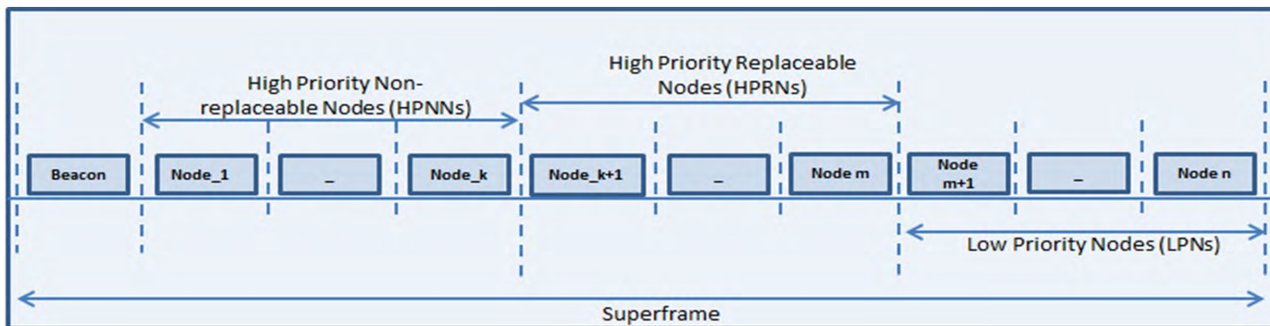 High Priority Non-
replaceable Nodes (HPNNs)
High Priority Replaceable
Nodes (HPRNs)
Beacon
Node_1
_
Node_k
Node_k+1
_
Node m
Node
m+1
_
Node n
Low Priority Nodes (LPNs)
Superframe